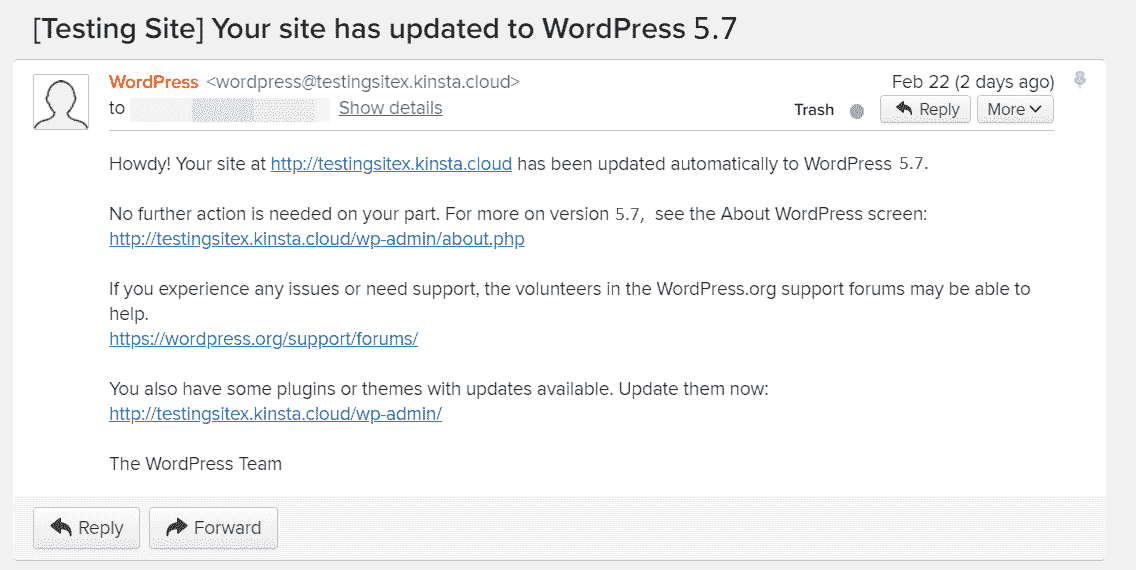 [Testing Site] Your site has updated to WordPress 5.7
WordPress <wordpress@testingsitex.kinsta.cloud>
Feb 22 (2 days ago)
to Show details
Trash Reply More
Howdy! Your site at http://testingsitex.kinsta.cloud has been updated automatically to WordPress 5.7.
No further action is needed on your part. For more on version 5.7, see the About WordPress screen:
http://testingsitex.kinsta.cloud/wp-admin/about.php
If you experience any issues or need support, the volunteers in the WordPress.org support forums may be able to
help.
https://wordpress.org/support/forums/
You also have some plugins or themes with updates available. Update them now:
http://testingsitex.kinsta.cloud/wp-admin/
The WordPress Team
Reply Forward